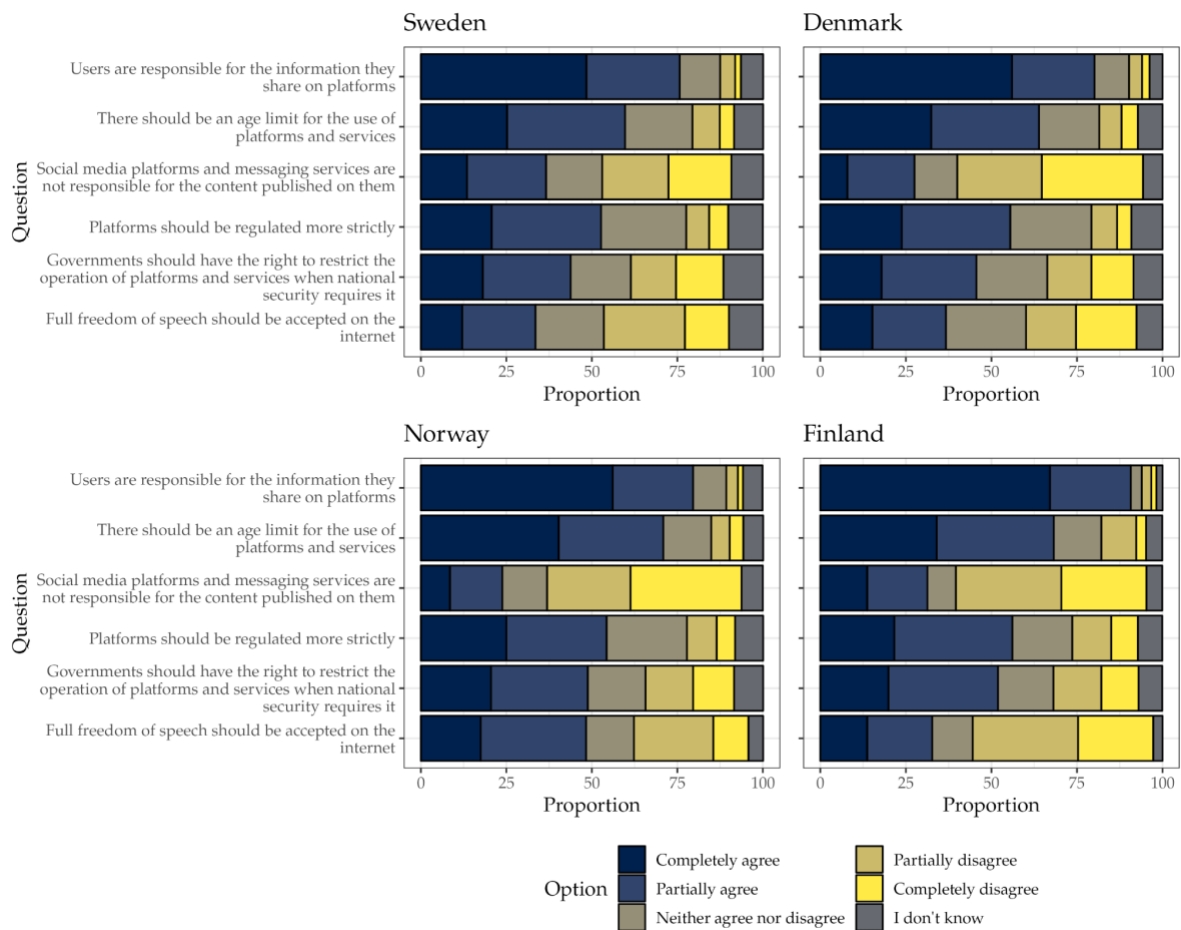 Sweden
Denmark
Question
Users are responsible for the information they
share on platforms
There should be an age limit for the use of
platforms and services
Social media platforms and messaging services are
not responsible for the content published on them
Platforms should be regulated more strictly
Governments should have the right to restrict the
operation of platforms and services when national
security requires it
Full freedom of speech should be accepted on the
internet
0 25 50 75 100
0 25 50 75 100
Proportion
Proportion
Norway
Finland
Question
Users are responsible for the information they
share on platforms
There should be an age limit for the use of
platforms and services
Social media platforms and messaging services are
not responsible for the content published on them
Platforms should be regulated more strictly
Governments should have the right to restrict the
operation of platforms and services when national
security requires it
Full freedom of speech should be accepted on the
internet
0 25 50 75 100
0 25 50 75 100
Proportion
Proportion
Option
Completely agree
Partially agree
Neither agree nor disagree
Partially disagree
Completely disagree
I don't know